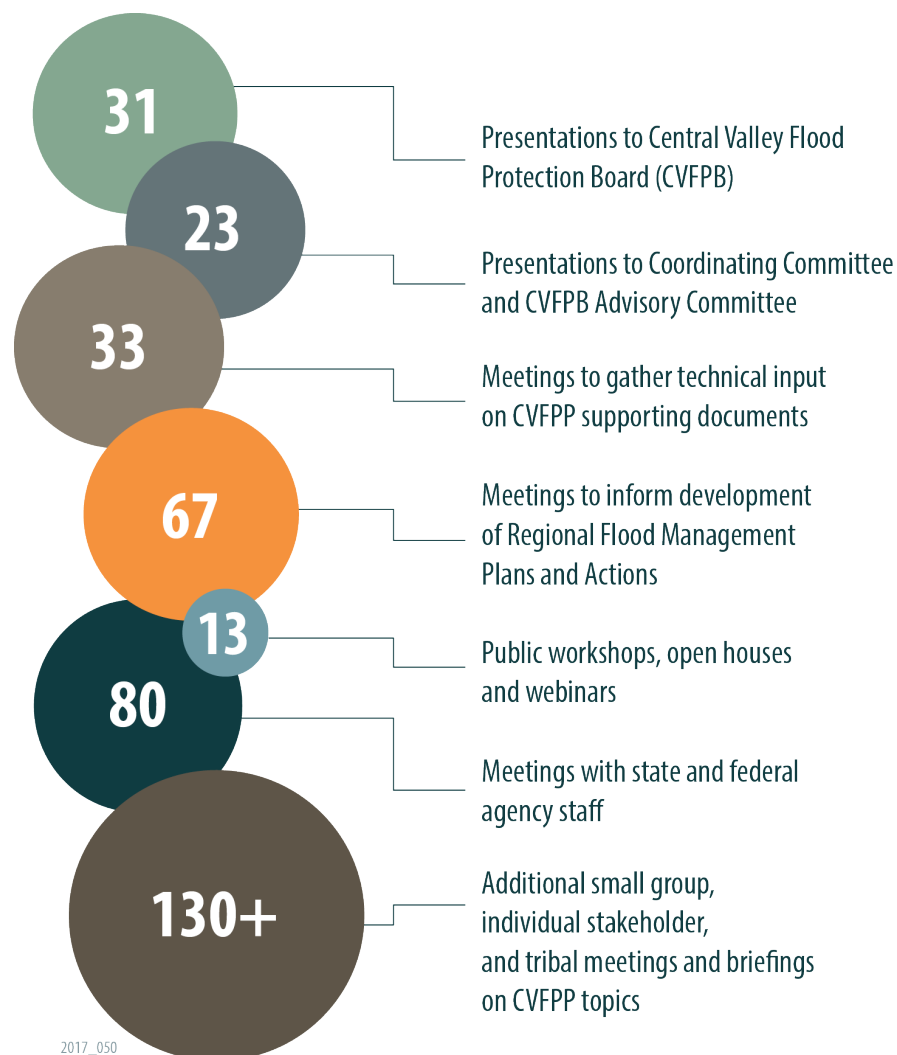 31
Presentations to Central Valley Flood
Protection Board (CVFPB)
23
Presentations to Coordinating Committee
and CVFPB Advisory Committee
33
Meetings to gather technical input
on CVFPP supporting documents
67
Meetings to inform development
of Regional Flood Management
Plans and Actions
13
Public workshops, open houses
and webinars
80
Meetings with state and federal
agency staff
130+
Additional small group,
individual stakeholder,
and tribal meetings and briefings
on CVFPP topics
2017_050